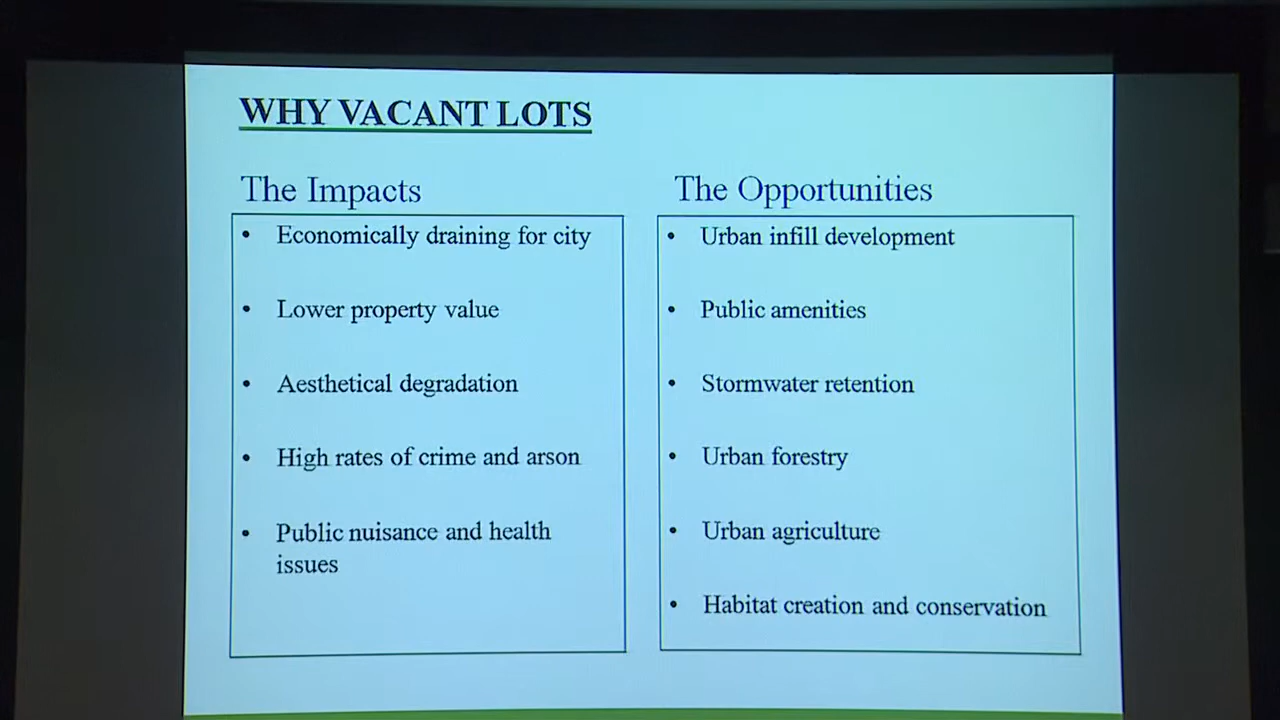 WHY VACANT LOTS
The Impacts
• Economically draining for city
• Lower property value
• Aesthetical degradation
• High rates of crime and arson
• Public nuisance and health
issues
The Opportunities
• Urban infill development
• Public amenities
• Stormwater retention
• Urban forestry
• Urban agriculture
• Habitat creation and conservation